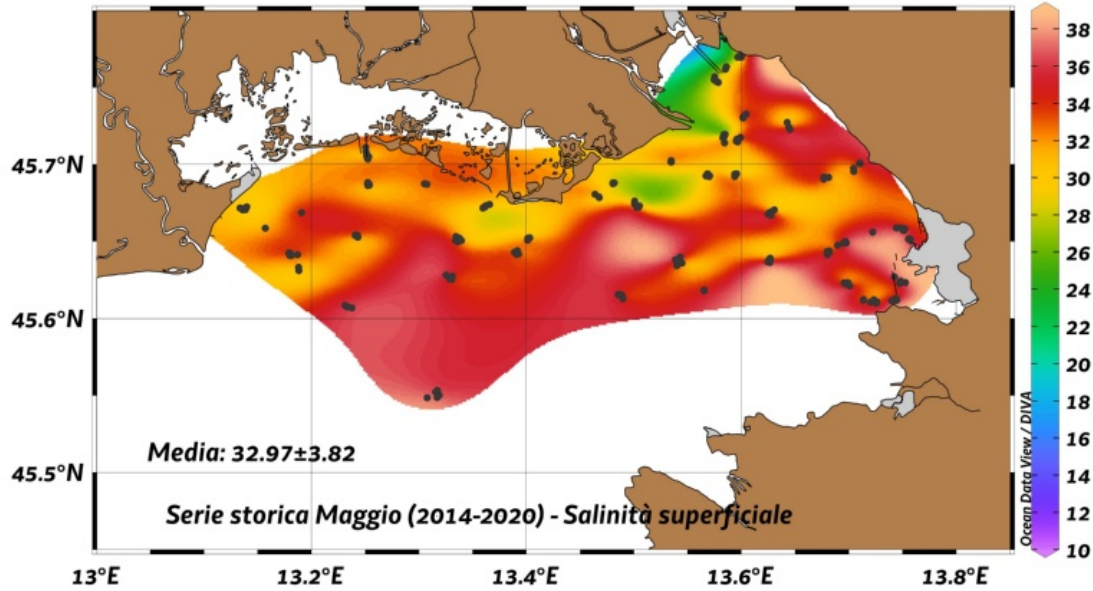 45.7°N
45.6°N
45.5°N
13°E 13.2°E 13.4°E 13.6°E 13.8°E
Media: 32.97±3.82
Serie storica Maggio (2014-2020) - Salinità superficiale
Ocean Data View / DIVA
38
36
34
32
30
28
26
24
22
20
18
16
14
12
10